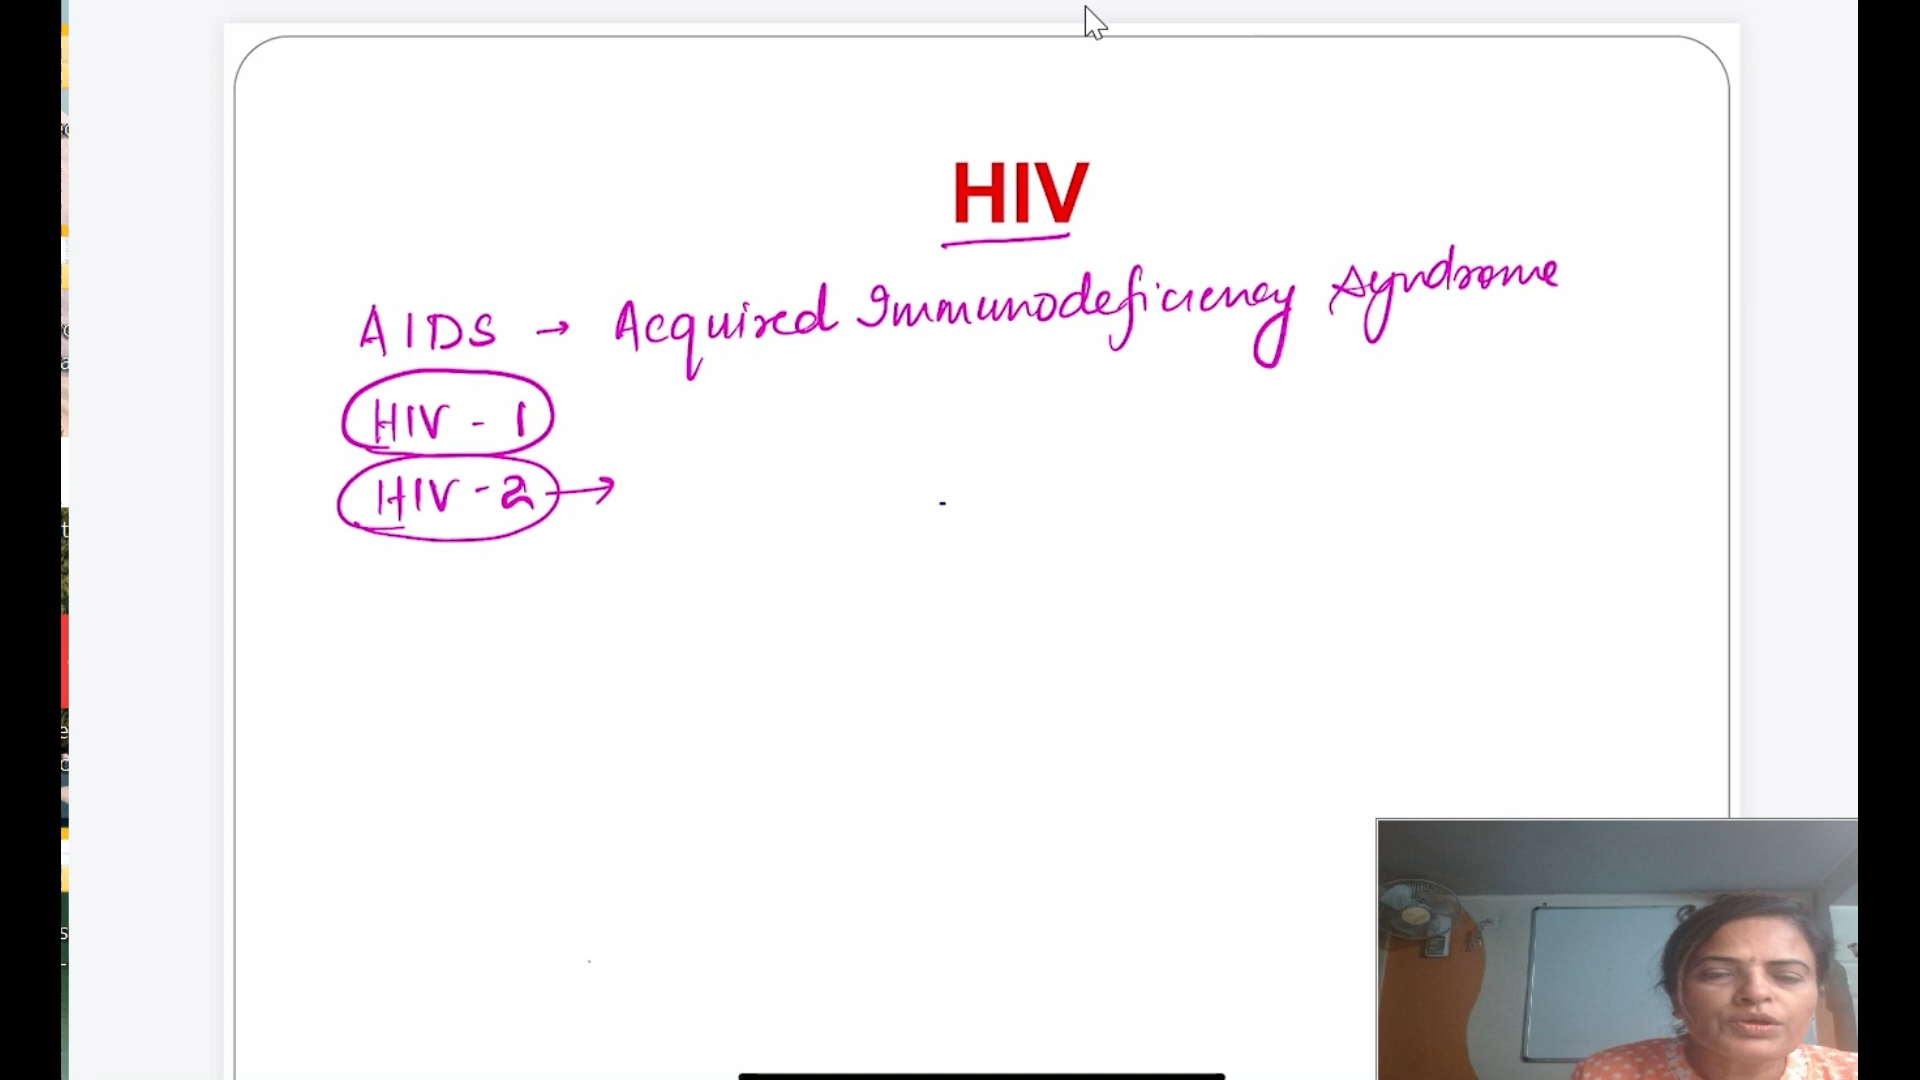 HIV
AIDS → Acquired Immunodeficiency Syndrome
HIV - 1
HIV - 2 →